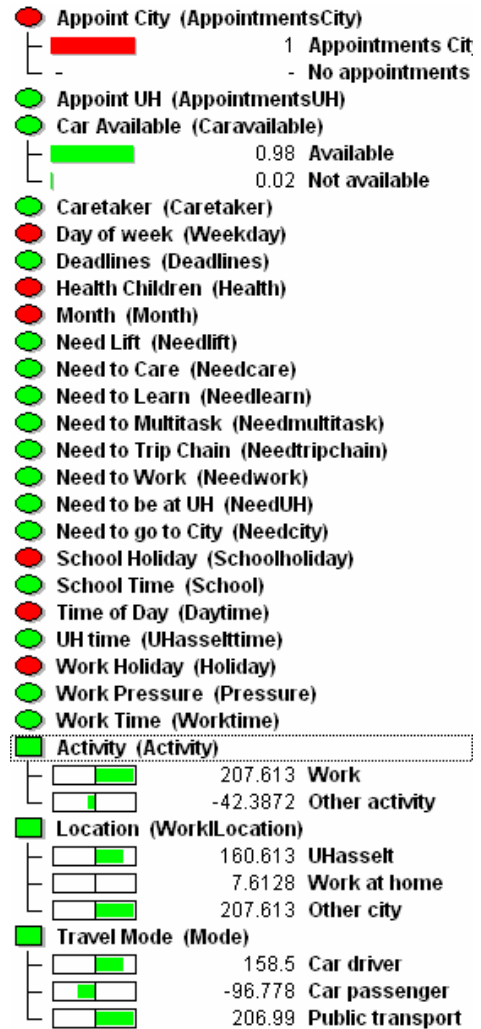 Appoint City (AppointmentsCity)
1 Appointments Cit
- - No appointments
Appoint UH (AppointmentsUH)
Car Available (Caravailable)
0.98 Available
0.02 Not available
Caretaker (Caretaker)
Day of week (Weekday)
Deadlines (Deadlines)
Health Children (Health)
Month (Month)
Need Lift (Needlift)
Need to Care (Needcare)
Need to Learn (Needlearn)
Need to Multitask (Needmultitask)
Need to Trip Chain (Needtripchain)
Need to Work (Needwork)
Need to be at UH (NeedUH)
Need to go to City (Needcity)
School Holiday (Schoolholiday)
School Time (School)
Time of Day (Daytime)
UH time (UHasselttime)
Work Holiday (Holiday)
Work Pressure (Pressure)
Work Time (Worktime)
Activity (Activity)
207.613 Work
-42.3872 Other activity
Location (WorklLocation)
160.613 UHasselt
7.6128 Work at home
207.613 Other city
Travel Mode (Mode)
158.5 Car driver
-96.778 Car passenger
206.99 Public transport